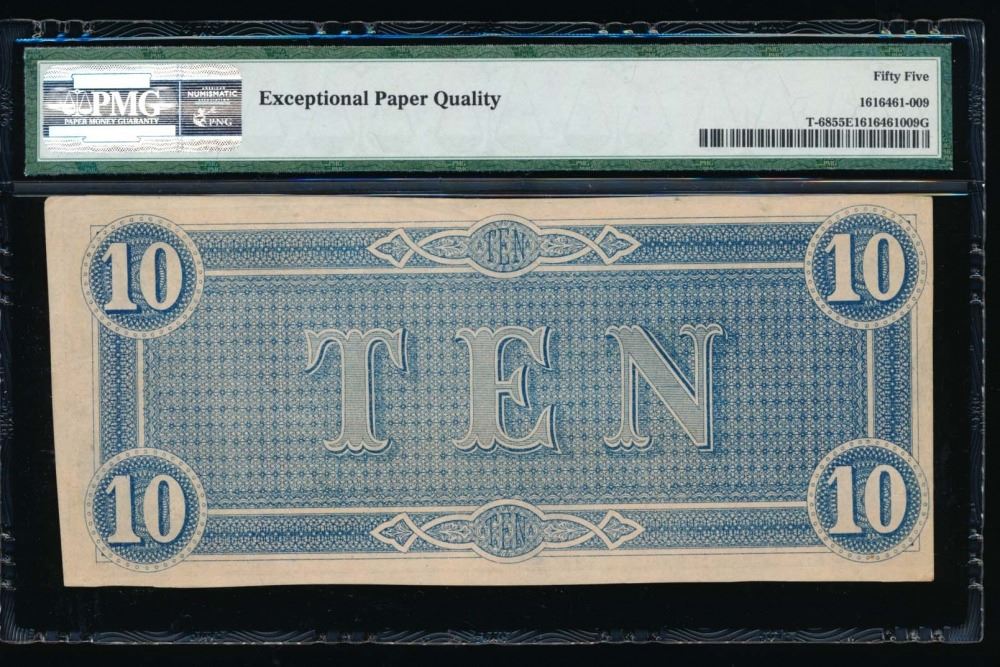 PMG
PAPER MONEY GUARANTY
AMERICAN
NUMISMATIC
ASSOCIATION
PNG
Exceptional Paper Quality
Fifty Five
1616461-009
T-6855E1616461009G
10
TEN
10
TEN
10
TEN
10